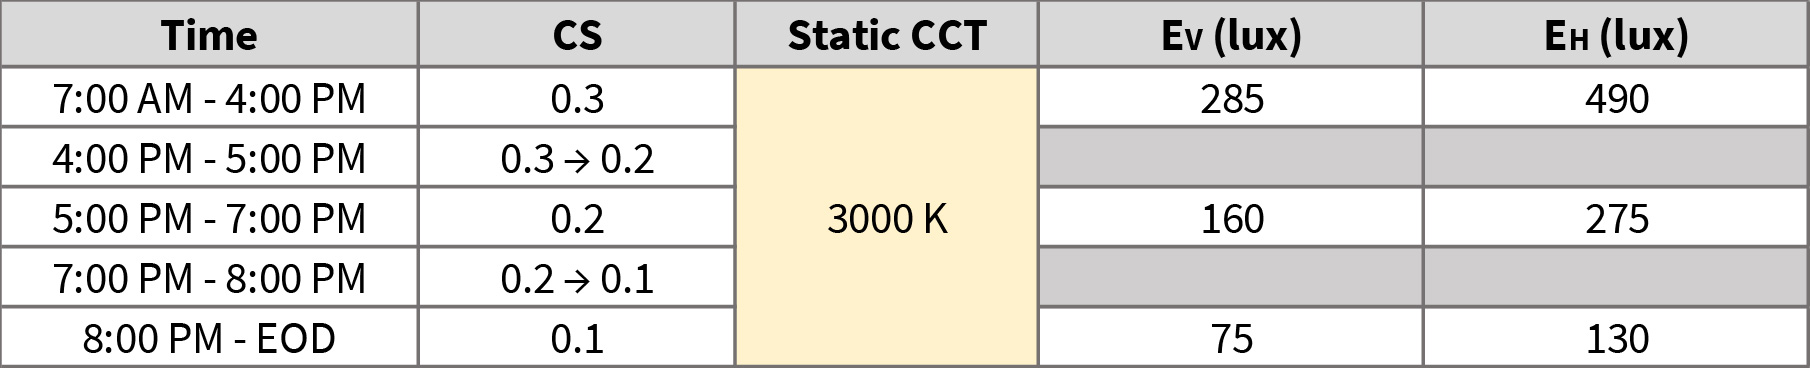 Time CS Static CCT EV (lux) EH (lux)
7:00 AM - 4:00 PM 0.3 285 490
4:00 PM - 5:00 PM 0.3 → 0.2
5:00 PM - 7:00 PM 0.2 3000 K 160 275
7:00 PM - 8:00 PM 0.2 → 0.1
8:00 PM - EOD 0.1 75 130